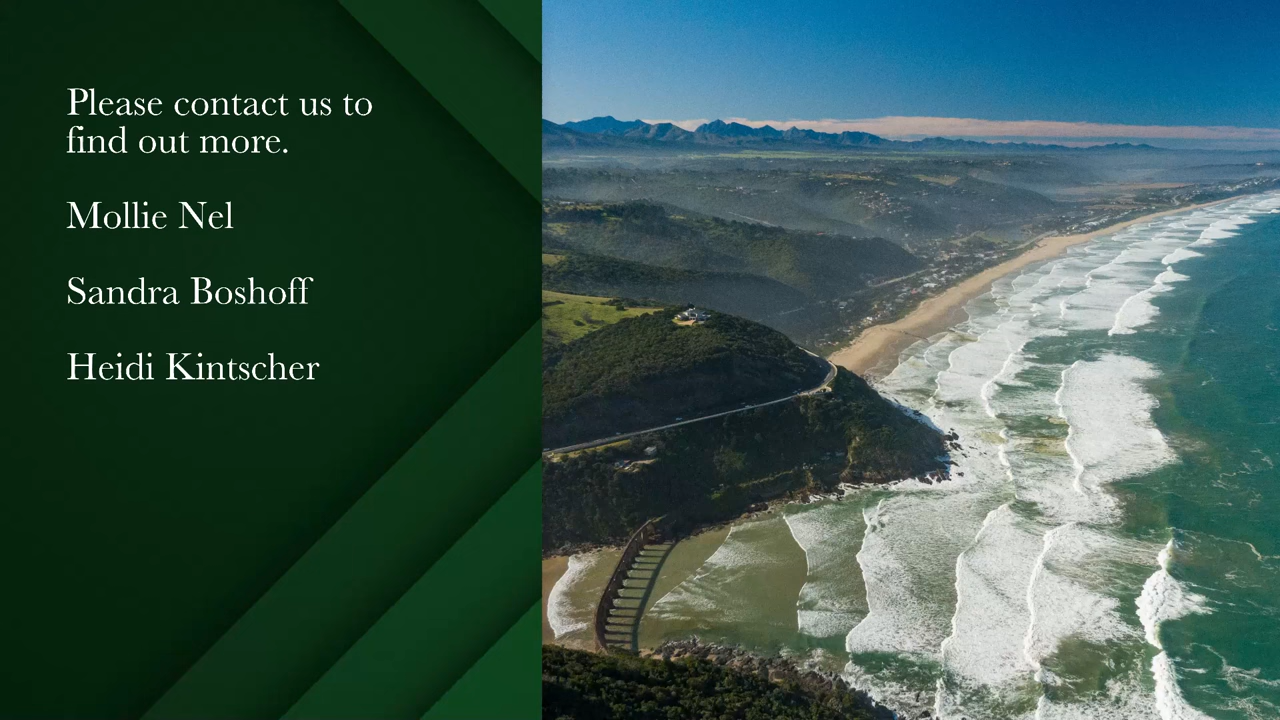 Please contact us to
find out more.
Mollie Nel
Sandra Boshoff
Heidi Kintscher